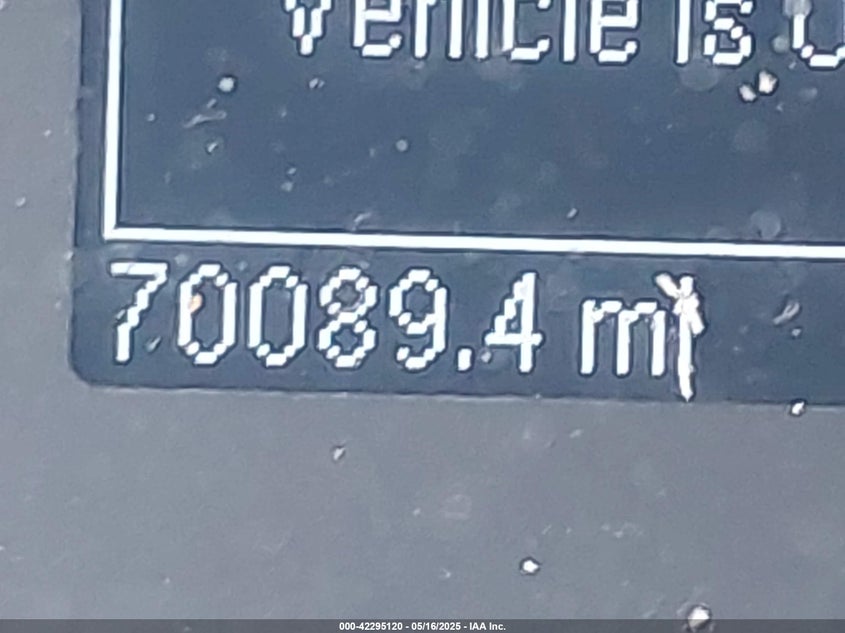 Vehicle is
70089.4 mi
000-42295120 - 05/16/2025 - IAA Inc.